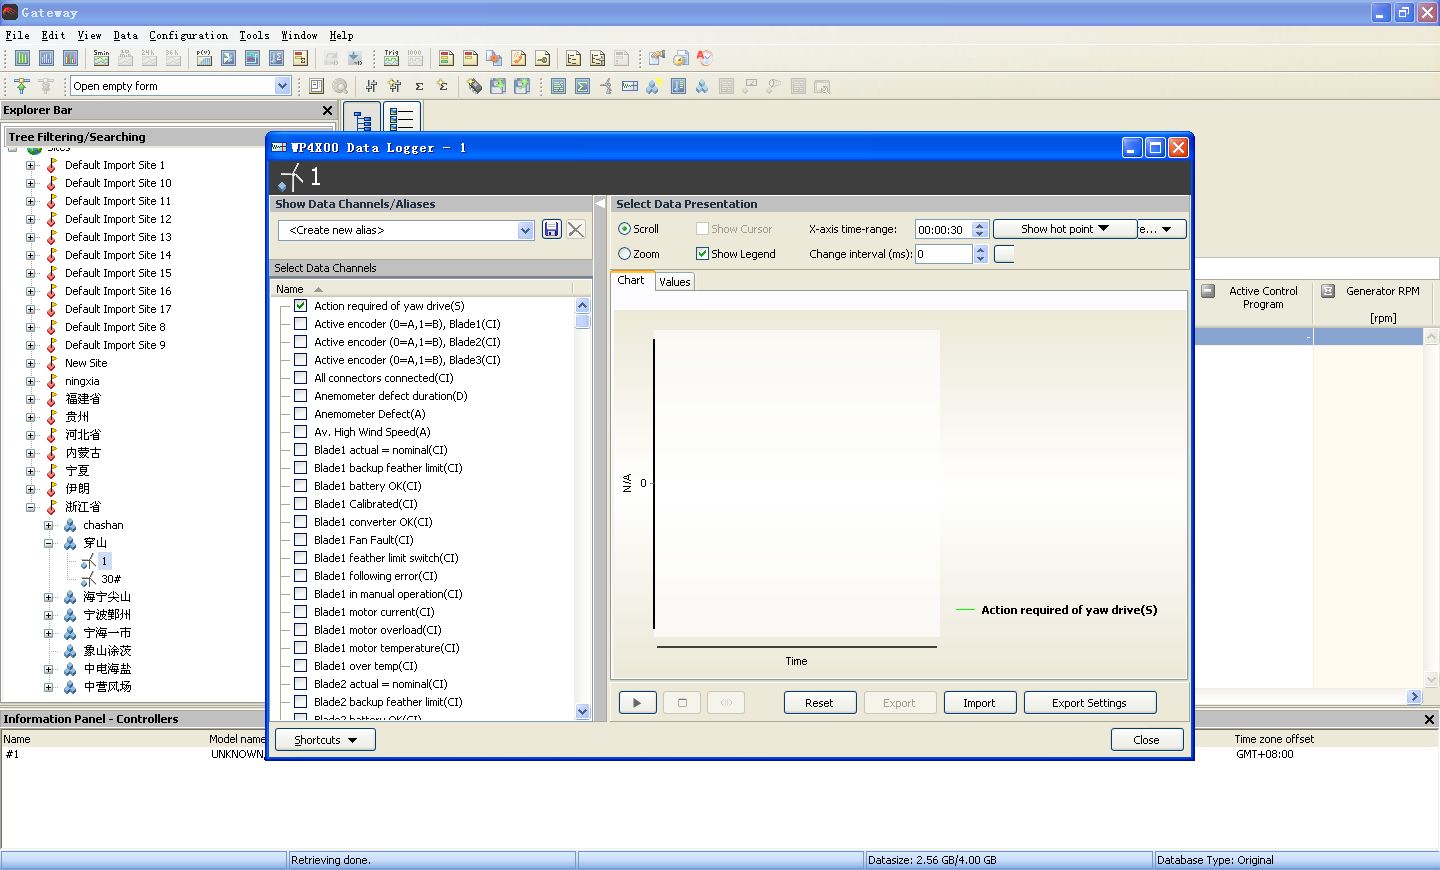 Gateway
File Edit View Data Configuration Tools Window Help
Open empty form
Explorer Bar
Tree Filtering/Searching
Sites
Default Import Site 1
Default Import Site 10
Default Import Site 11
Default Import Site 12
Default Import Site 13
Default Import Site 14
Default Import Site 15
Default Import Site 16
Default Import Site 17
Default Import Site 8
Default Import Site 9
New Site
ningxia
福建省
贵州
河北省
内蒙古
宁夏
伊朗
浙江省
chashan
穿山
1
30#
海宁尖山
宁波鄞州
宁海一市
象山涂茨
中电海盐
中营风场
WP4X00 Data Logger - 1
1
Show Data Channels/Aliases
<Create new alias>
Select Data Channels
Name
Action required of yaw drive(S)
Active encoder (0=A,1=B), Blade1(CI)
Active encoder (0=A,1=B), Blade2(CI)
Active encoder (0=A,1=B), Blade3(CI)
All connectors connected(CI)
Anemometer defect duration(D)
Anemometer Defect(A)
Av. High Wind Speed(A)
Blade1 actual = nominal(CI)
Blade1 backup feather limit(CI)
Blade1 battery OK(CI)
Blade1 Calibrated(CI)
Blade1 converter OK(CI)
Blade1 Fan Fault(CI)
Blade1 feather limit switch(CI)
Blade1 following error(CI)
Blade1 in manual operation(CI)
Blade1 motor current(CI)
Blade1 motor overload(CI)
Blade1 motor temperature(CI)
Blade1 over temp(CI)
Blade2 actual = nominal(CI)
Blade2 backup feather limit(CI)
Blade2 battery OK(CI)
Shortcuts
Select Data Presentation
Scroll Show Cursor X-axis time-range: 00:00:30 Show hot point re...
Zoom Show Legend Change interval (ms): 0
Chart Values
N/A
0
Time
Action required of yaw drive(S)
Reset Export Import Export Settings
Close
Active Control Program
Generator RPM
[rpm]
-
Information Panel - Controllers
Name Model name Time zone offset
#1 UNKNOWN GMT+08:00
Retrieving done. Datasize: 2.56 GB/4.00 GB Database Type: Original